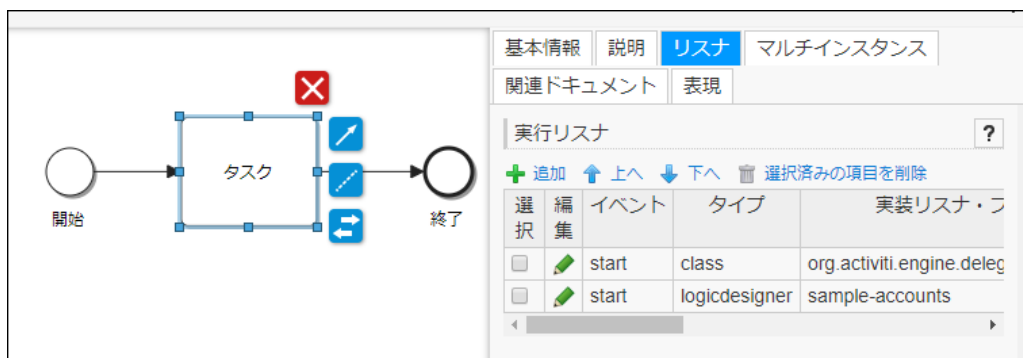 基本情報 説明 リスナ マルチインスタンス
関連ドキュメント 表現
実行リスナ ?
追加 上へ 下へ 選択済みの項目を削除
選択 編集 イベント タイプ 実装リスナ・フ
start class org.activiti.engine.deleg
start logicdesigner sample-accounts
タスク
開始
終了